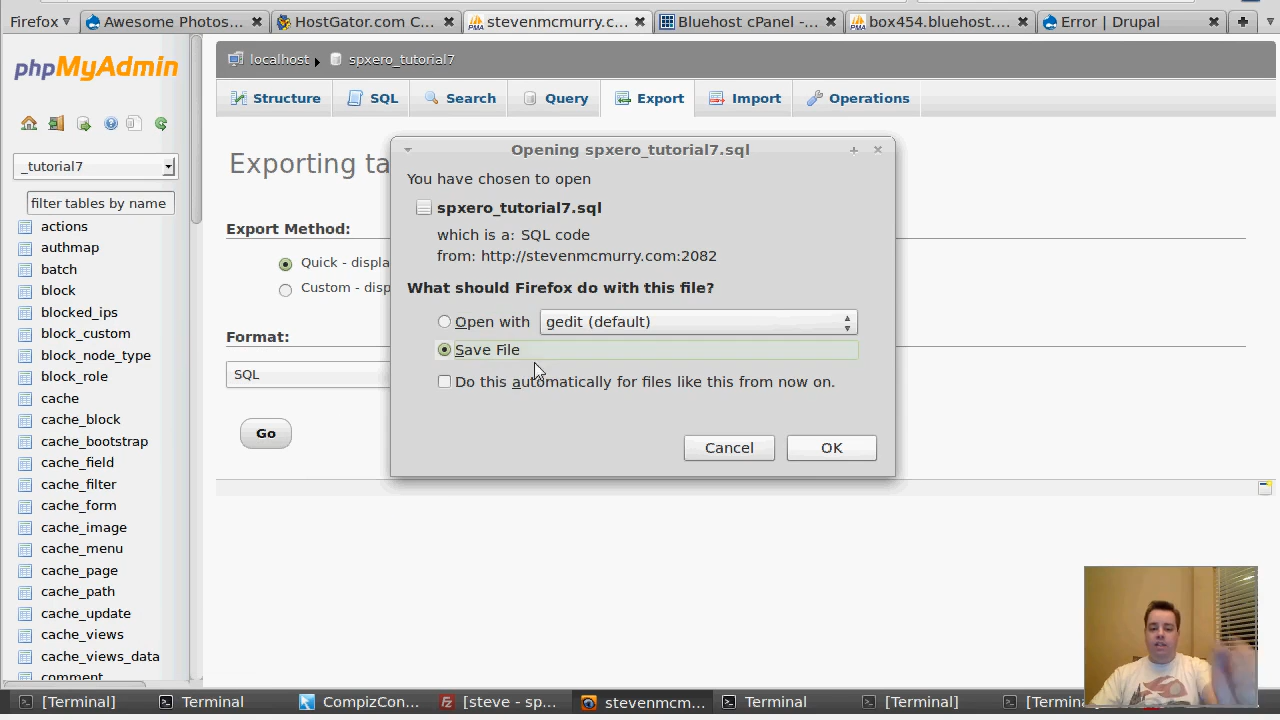 Firefox Awesome Photos... HostGator.com C... stevenmcmurry.c... Bluehost cPanel -... box454.bluehost.... Error | Drupal
phpMyAdmin
localhost spxero_tutorial7
Structure SQL Search Query Export Import Operations
_tutorial7
filter tables by name
actions
authmap
batch
block
blocked_ips
block_custom
block_node_type
block_role
cache
cache_block
cache_bootstrap
cache_field
cache_filter
cache_form
cache_image
cache_menu
cache_page
cache_path
cache_update
cache_views
cache_views_data
comment
Exporting ta
Export Method:
Quick - displa
Custom - disp
Format:
SQL
Go
Opening spxero_tutorial7.sql
You have chosen to open
spxero_tutorial7.sql
which is a: SQL code
from: http://stevenmcmurry.com:2082
What should Firefox do with this file?
Open with gedit (default)
Save File
Do this automatically for files like this from now on.
Cancel OK
[Terminal] Terminal CompizCon... [steve - sp... stevenmcm... Terminal [Terminal] [Termin